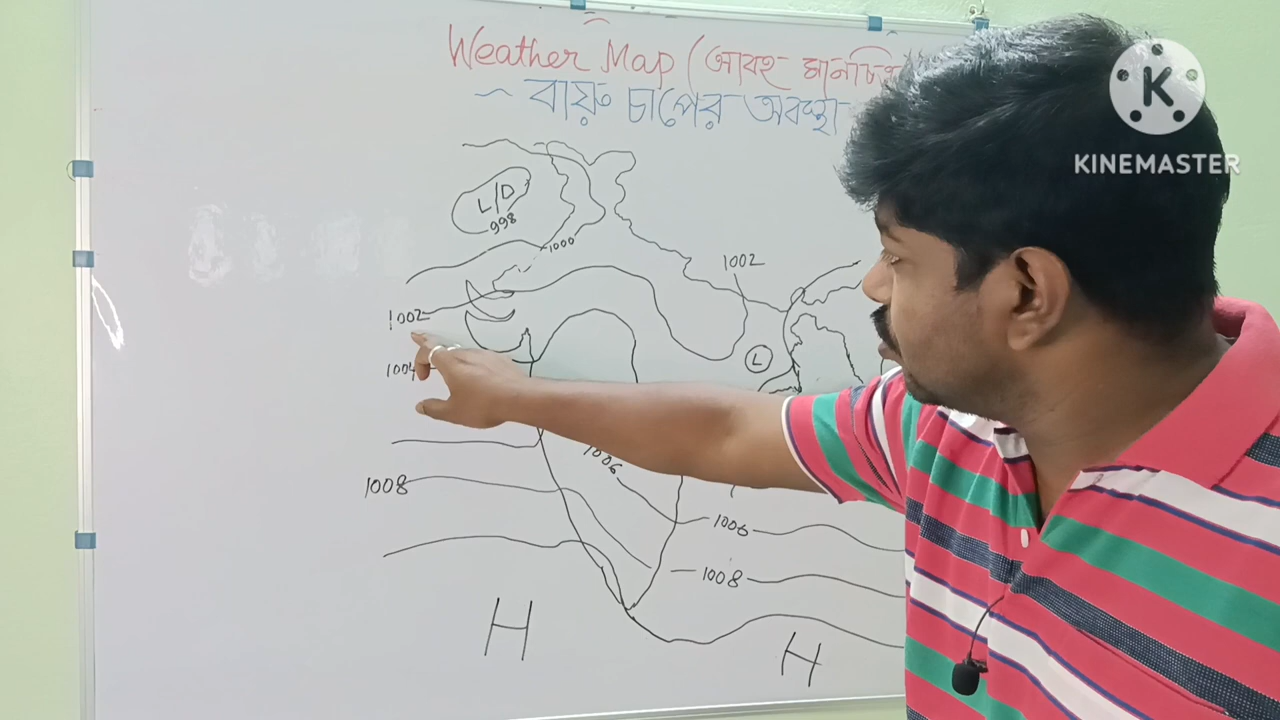 Weather Map (আবহ মানচিত্র
~ বায়ু চাপের অবস্থা
K
KINEMASTER
L/D
998
1000
1002
1002
L
1004
1006
1008
1006
1008
H
H